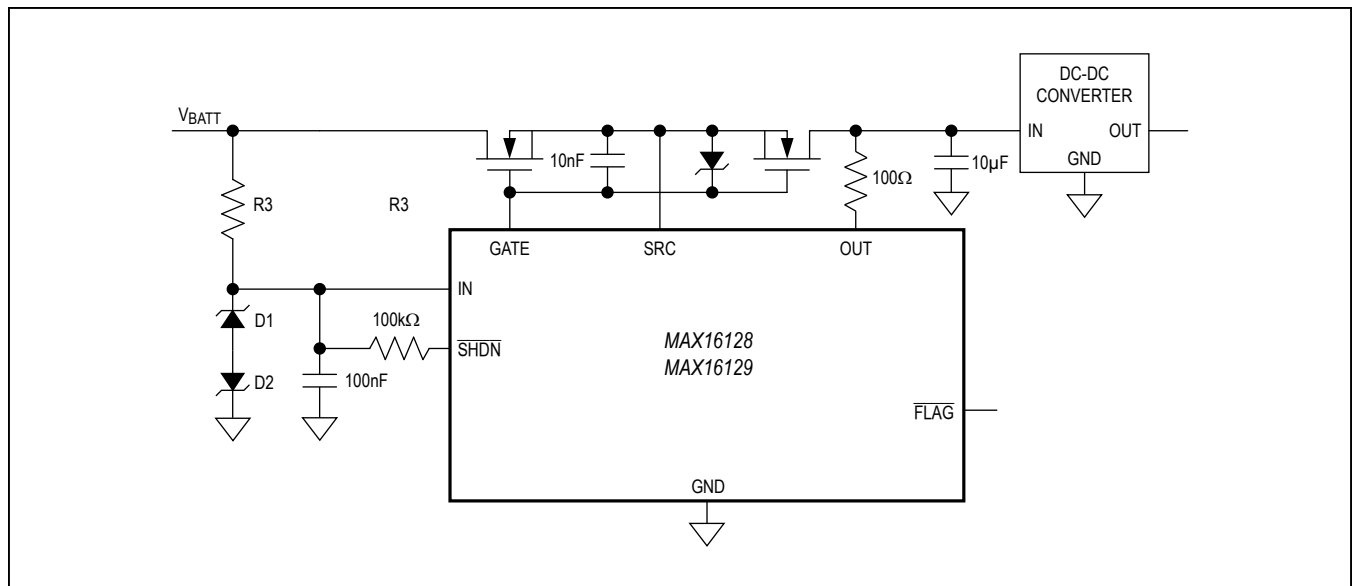 DC-DC
CONVERTER
VBATT
IN
OUT
GND
10nF
10µF
100Ω
R3
R3
GATE
SRC
OUT
IN
D1
100kΩ
SHDN
MAX16128
MAX16129
D2
100nF
FLAG
GND